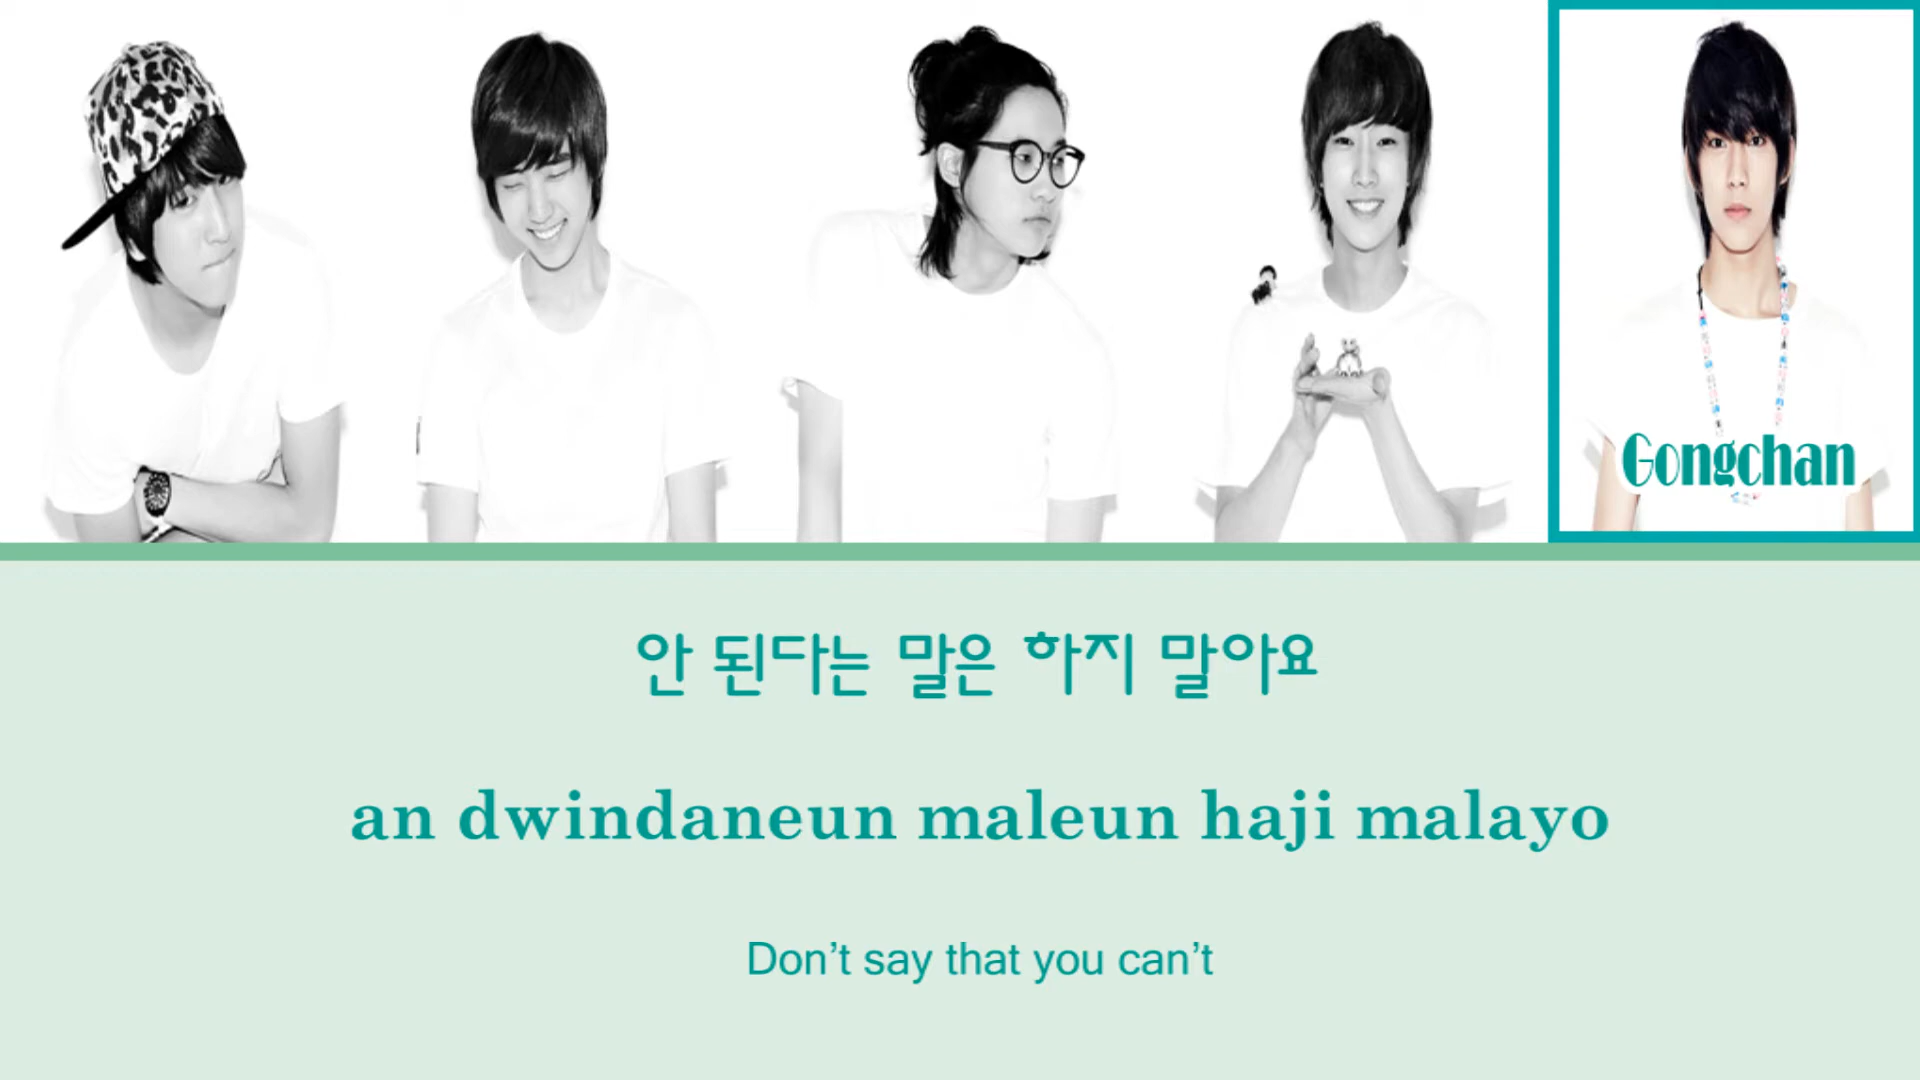 Gongchan
안 된다는 말은 하지 말아요
an dwindaneun maleun haji malayo
Don’t say that you can’t